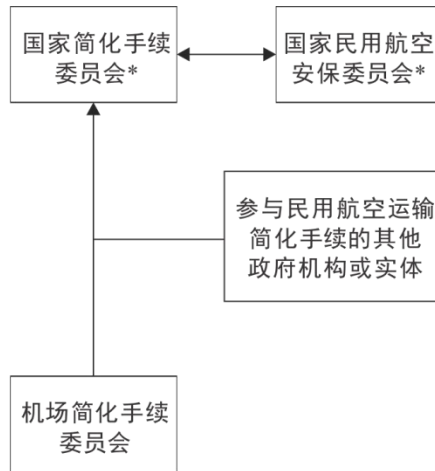 国家简化手续
委员会*
国家民用航空
安保委员会*
参与民用航空运输
简化手续的其他
政府机构或实体
机场简化手续
委员会